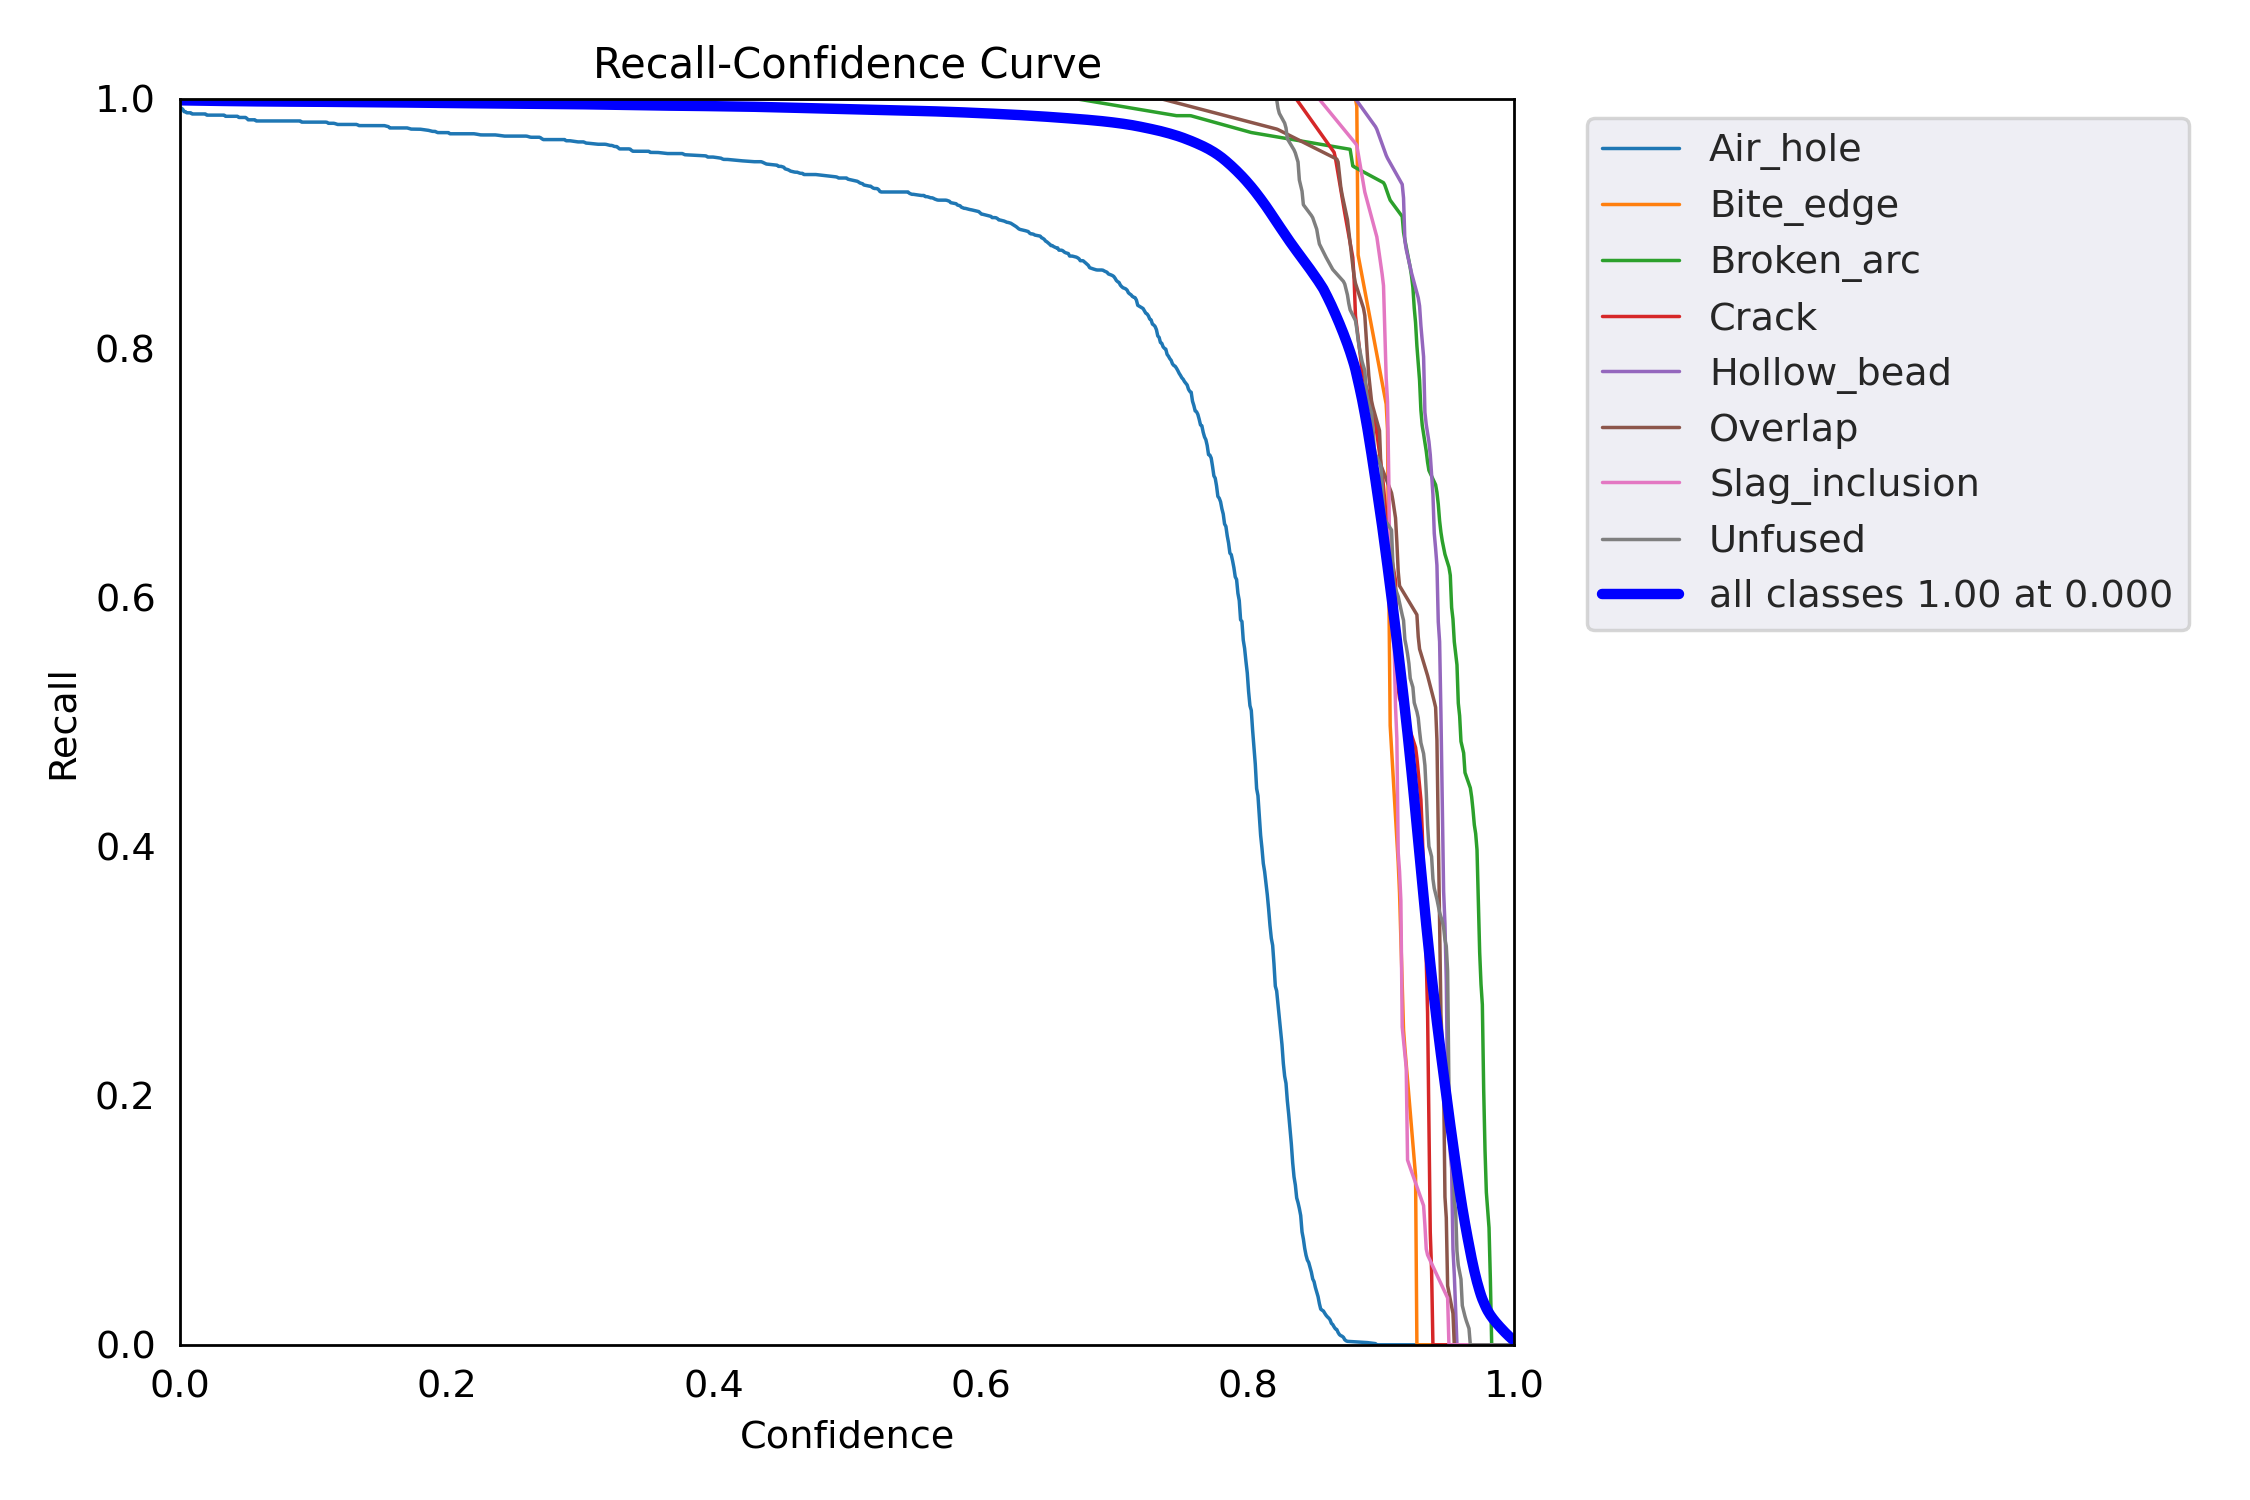 Recall-Confidence Curve
1.0
0.8
0.6
0.4
0.2
0.0
Recall
0.0 0.2 0.4 0.6 0.8 1.0
Confidence
Air_hole
Bite_edge
Broken_arc
Crack
Hollow_bead
Overlap
Slag_inclusion
Unfused
all classes 1.00 at 0.000